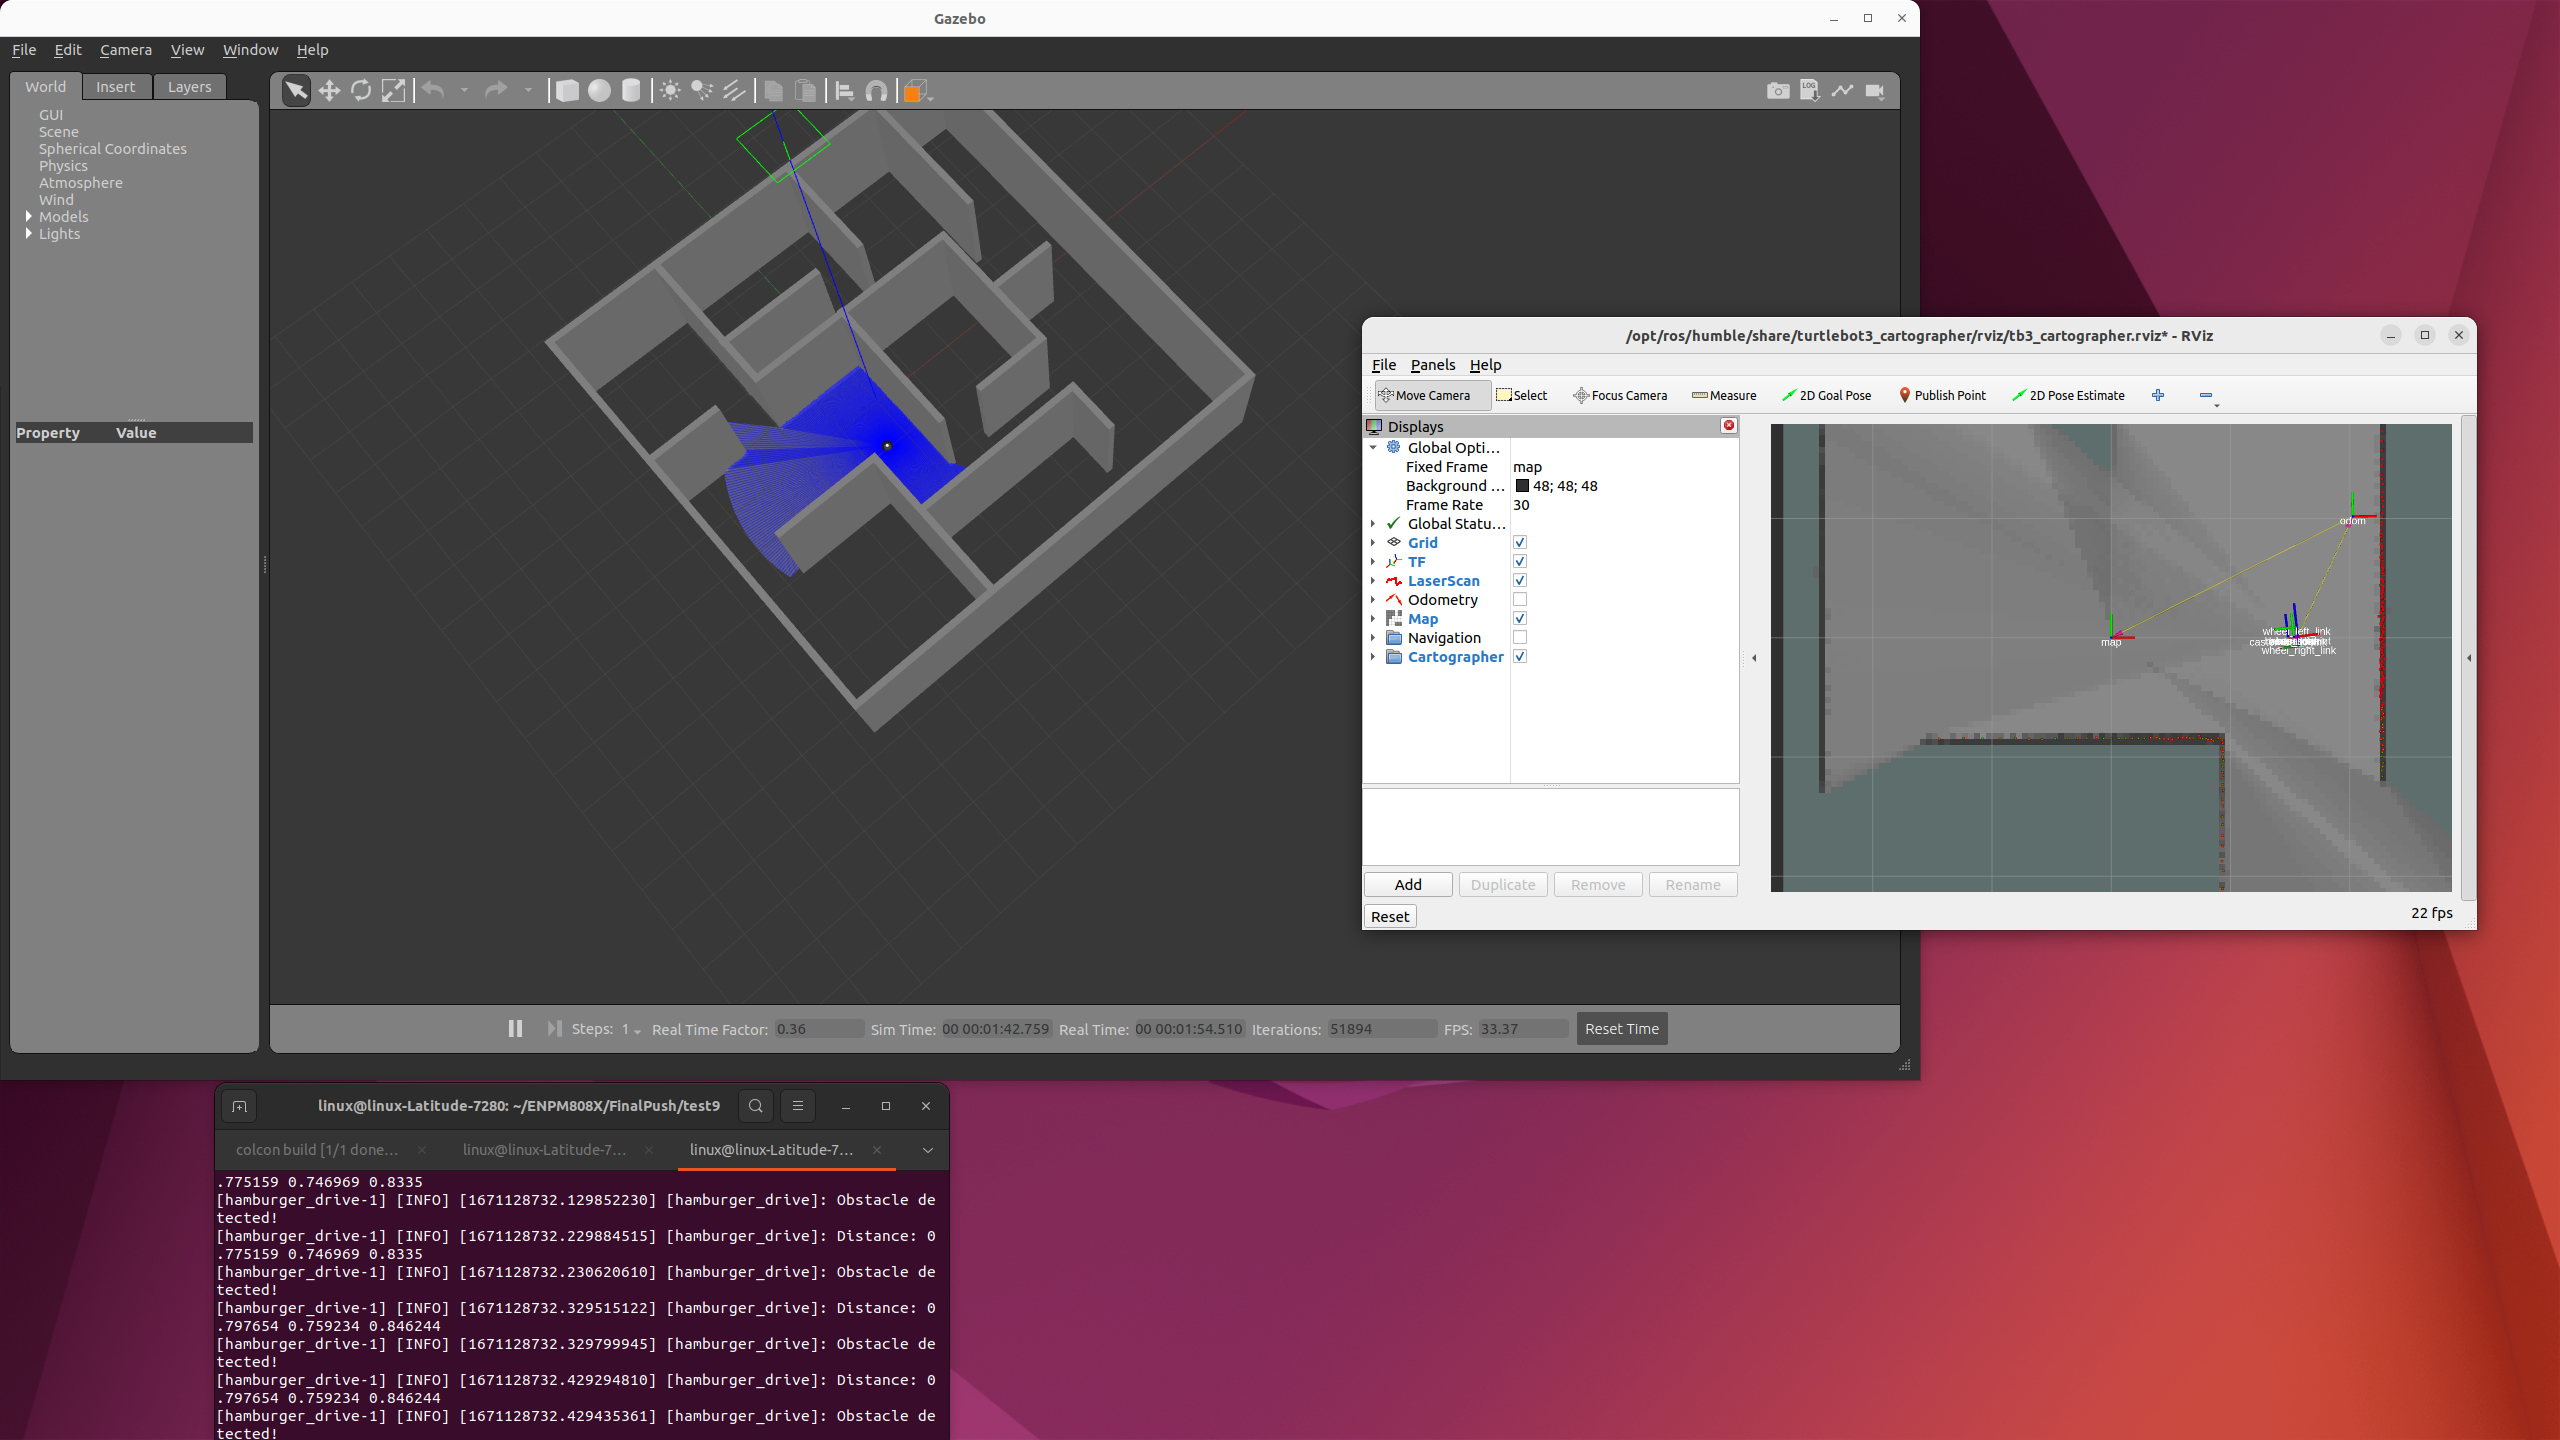 Gazebo
File Edit Camera View Window Help
World Insert Layers
GUI
Scene
Spherical Coordinates
Physics
Atmosphere
Wind
Models
Lights
Property Value
LOG
Steps: 1 Real Time Factor: 0.36 Sim Time: 00 00:01:42.759 Real Time: 00 00:01:54.510 Iterations: 51894 FPS: 33.37 Reset Time
/opt/ros/humble/share/turtlebot3_cartographer/rviz/tb3_cartographer.rviz* - RViz
File Panels Help
Move Camera Select Focus Camera Measure 2D Goal Pose Publish Point 2D Pose Estimate
Displays
Global Opti...
Fixed Frame map
Background ... 48; 48; 48
Frame Rate 30
Global Statu...
Grid
TF
LaserScan
Odometry
Map
Navigation
Cartographer
Add Duplicate Remove Rename
Reset
odom
map
wheel_left_link
wheel_right_link
22 fps
linux@linux-Latitude-7280: ~/ENPM808X/FinalPush/test9
colcon build [1/1 done... linux@linux-Latitude-7... linux@linux-Latitude-7...
.775159 0.746969 0.8335
[hamburger_drive-1] [INFO] [1671128732.129852230] [hamburger_drive]: Obstacle de
tected!
[hamburger_drive-1] [INFO] [1671128732.229884515] [hamburger_drive]: Distance: 0
.775159 0.746969 0.8335
[hamburger_drive-1] [INFO] [1671128732.230620610] [hamburger_drive]: Obstacle de
tected!
[hamburger_drive-1] [INFO] [1671128732.329515122] [hamburger_drive]: Distance: 0
.797654 0.759234 0.846244
[hamburger_drive-1] [INFO] [1671128732.329799945] [hamburger_drive]: Obstacle de
tected!
[hamburger_drive-1] [INFO] [1671128732.429294810] [hamburger_drive]: Distance: 0
.797654 0.759234 0.846244
[hamburger_drive-1] [INFO] [1671128732.429435361] [hamburger_drive]: Obstacle de
tected!